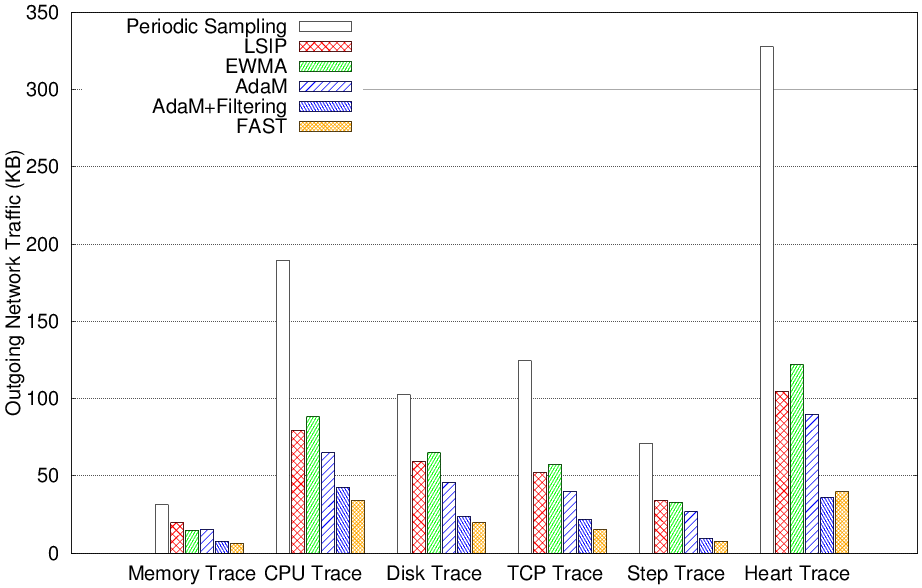 350
300
250
200
150
100
50
0
Outgoing Network Traffic (KB)
Periodic Sampling
LSIP
EWMA
AdaM
AdaM+Filtering
FAST
Memory Trace
CPU Trace
Disk Trace
TCP Trace
Step Trace
Heart Trace